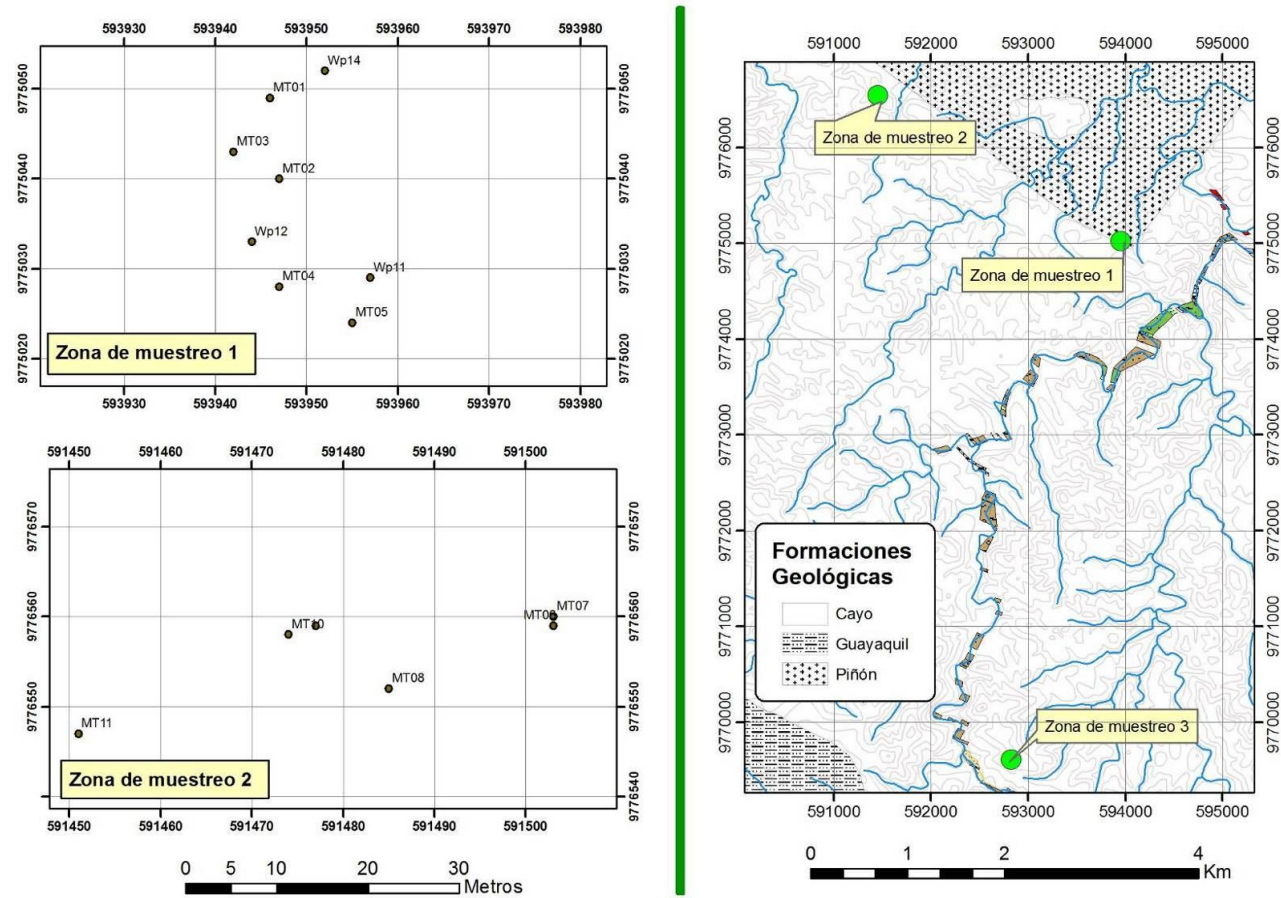 593930 593940 593950 593960 593970 593980
Wp14
9775050 9775050
MT01
MT03
9775040 9775040
MT02
Wp12
9775030 9775030
Wp11
MT04
MT05
9775020 9775020
Zona de muestreo 1
593930 593940 593950 593960 593970 593980
591450 591460 591470 591480 591490 591500
9776570 9776570
9776560 9776560
MT07
MT10
MT08
9776550 9776550
MT11
Zona de muestreo 2
9776540 9776540
591450 591460 591470 591480 591490 591500
0 5 10 20 30
Metros
591000 592000 593000 594000 595000
Zona de muestreo 2
9776000 9776000
9775000 9775000
Zona de muestreo 1
9774000 9774000
9773000 9773000
9772000 9772000
Formaciones
Geológicas
Cayo
Guayaquil
Piñón
9771000 9771000
9770000 9770000
Zona de muestreo 3
591000 592000 593000 594000 595000
0 1 2 4
Km